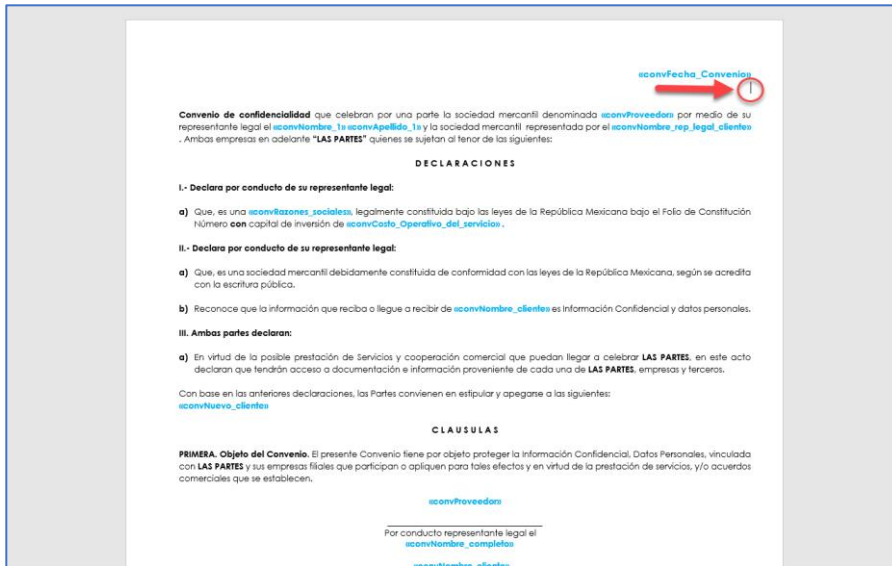 «convFecha_Convenio»
Convenio de confidencialidad que celebran por una parte la sociedad mercantil denominada «convProveedor» por medio de su
representante legal el «convNombre_1» «convApellido_1» y la sociedad mercantil representada por el «convNombre_rep_legal_cliente»
. Ambas empresas en adelante “LAS PARTES” quienes se sujetan al tenor de las siguientes:
DECLARACIONES
I.- Declara por conducto de su representante legal:
a) Que, es una «convRazones_sociales», legalmente constituida bajo las leyes de la República Mexicana bajo el Folio de Constitución
Número con capital de inversión de «convCosto_Operativo_del_servicio» .
II.- Declara por conducto de su representante legal:
a) Que, es una sociedad mercantil debidamente constituida de conformidad con las leyes de la República Mexicana, según se acredita
con la escritura pública.
b) Reconoce que la información que reciba o llegue a recibir de «convNombre_cliente» es Información Confidencial y datos personales.
III. Ambas partes declaran:
a) En virtud de la posible prestación de Servicios y cooperación comercial que puedan llegar a celebrar LAS PARTES, en este acto
declaran que tendrán acceso a documentación e información proveniente de cada una de LAS PARTES, empresas y terceros.
Con base en las anteriores declaraciones, las Partes convienen en estipular y apegarse a las siguientes:
«convNuevo_cliente»
CLAUSULAS
PRIMERA. Objeto del Convenio. El presente Convenio tiene por objeto proteger la Información Confidencial, Datos Personales, vinculada
con LAS PARTES y sus empresas filiales que participan o apliquen para tales efectos y en virtud de la prestación de servicios, y/o acuerdos
comerciales que se establecen.
«convProveedor»
Por conducto representante legal el
«convNombre_completo»
«convNombre_cliente»